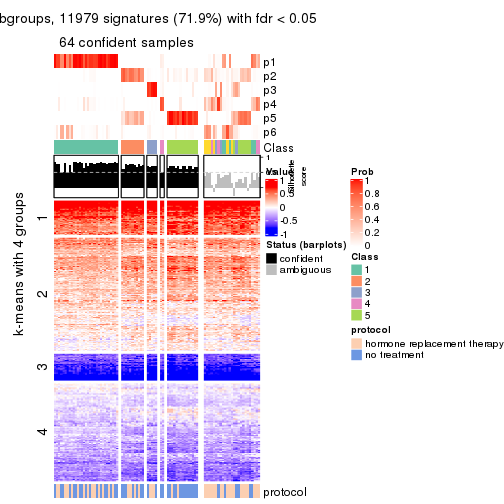 bgroups, 11979 signatures (71.9%) with fdr < 0.05
64 confident samples
p1
p2
p3
p4
p5
p6
Class
1
Silhouette
score
Value
1
0.5
0
-0.5
-1
Prob
1
0.8
0.6
0.4
0.2
0
Status (barplots)
confident
ambiguous
Class
1
2
3
4
5
protocol
hormone replacement therapy
no treatment
k-means with 4 groups
1
2
3
4
protocol